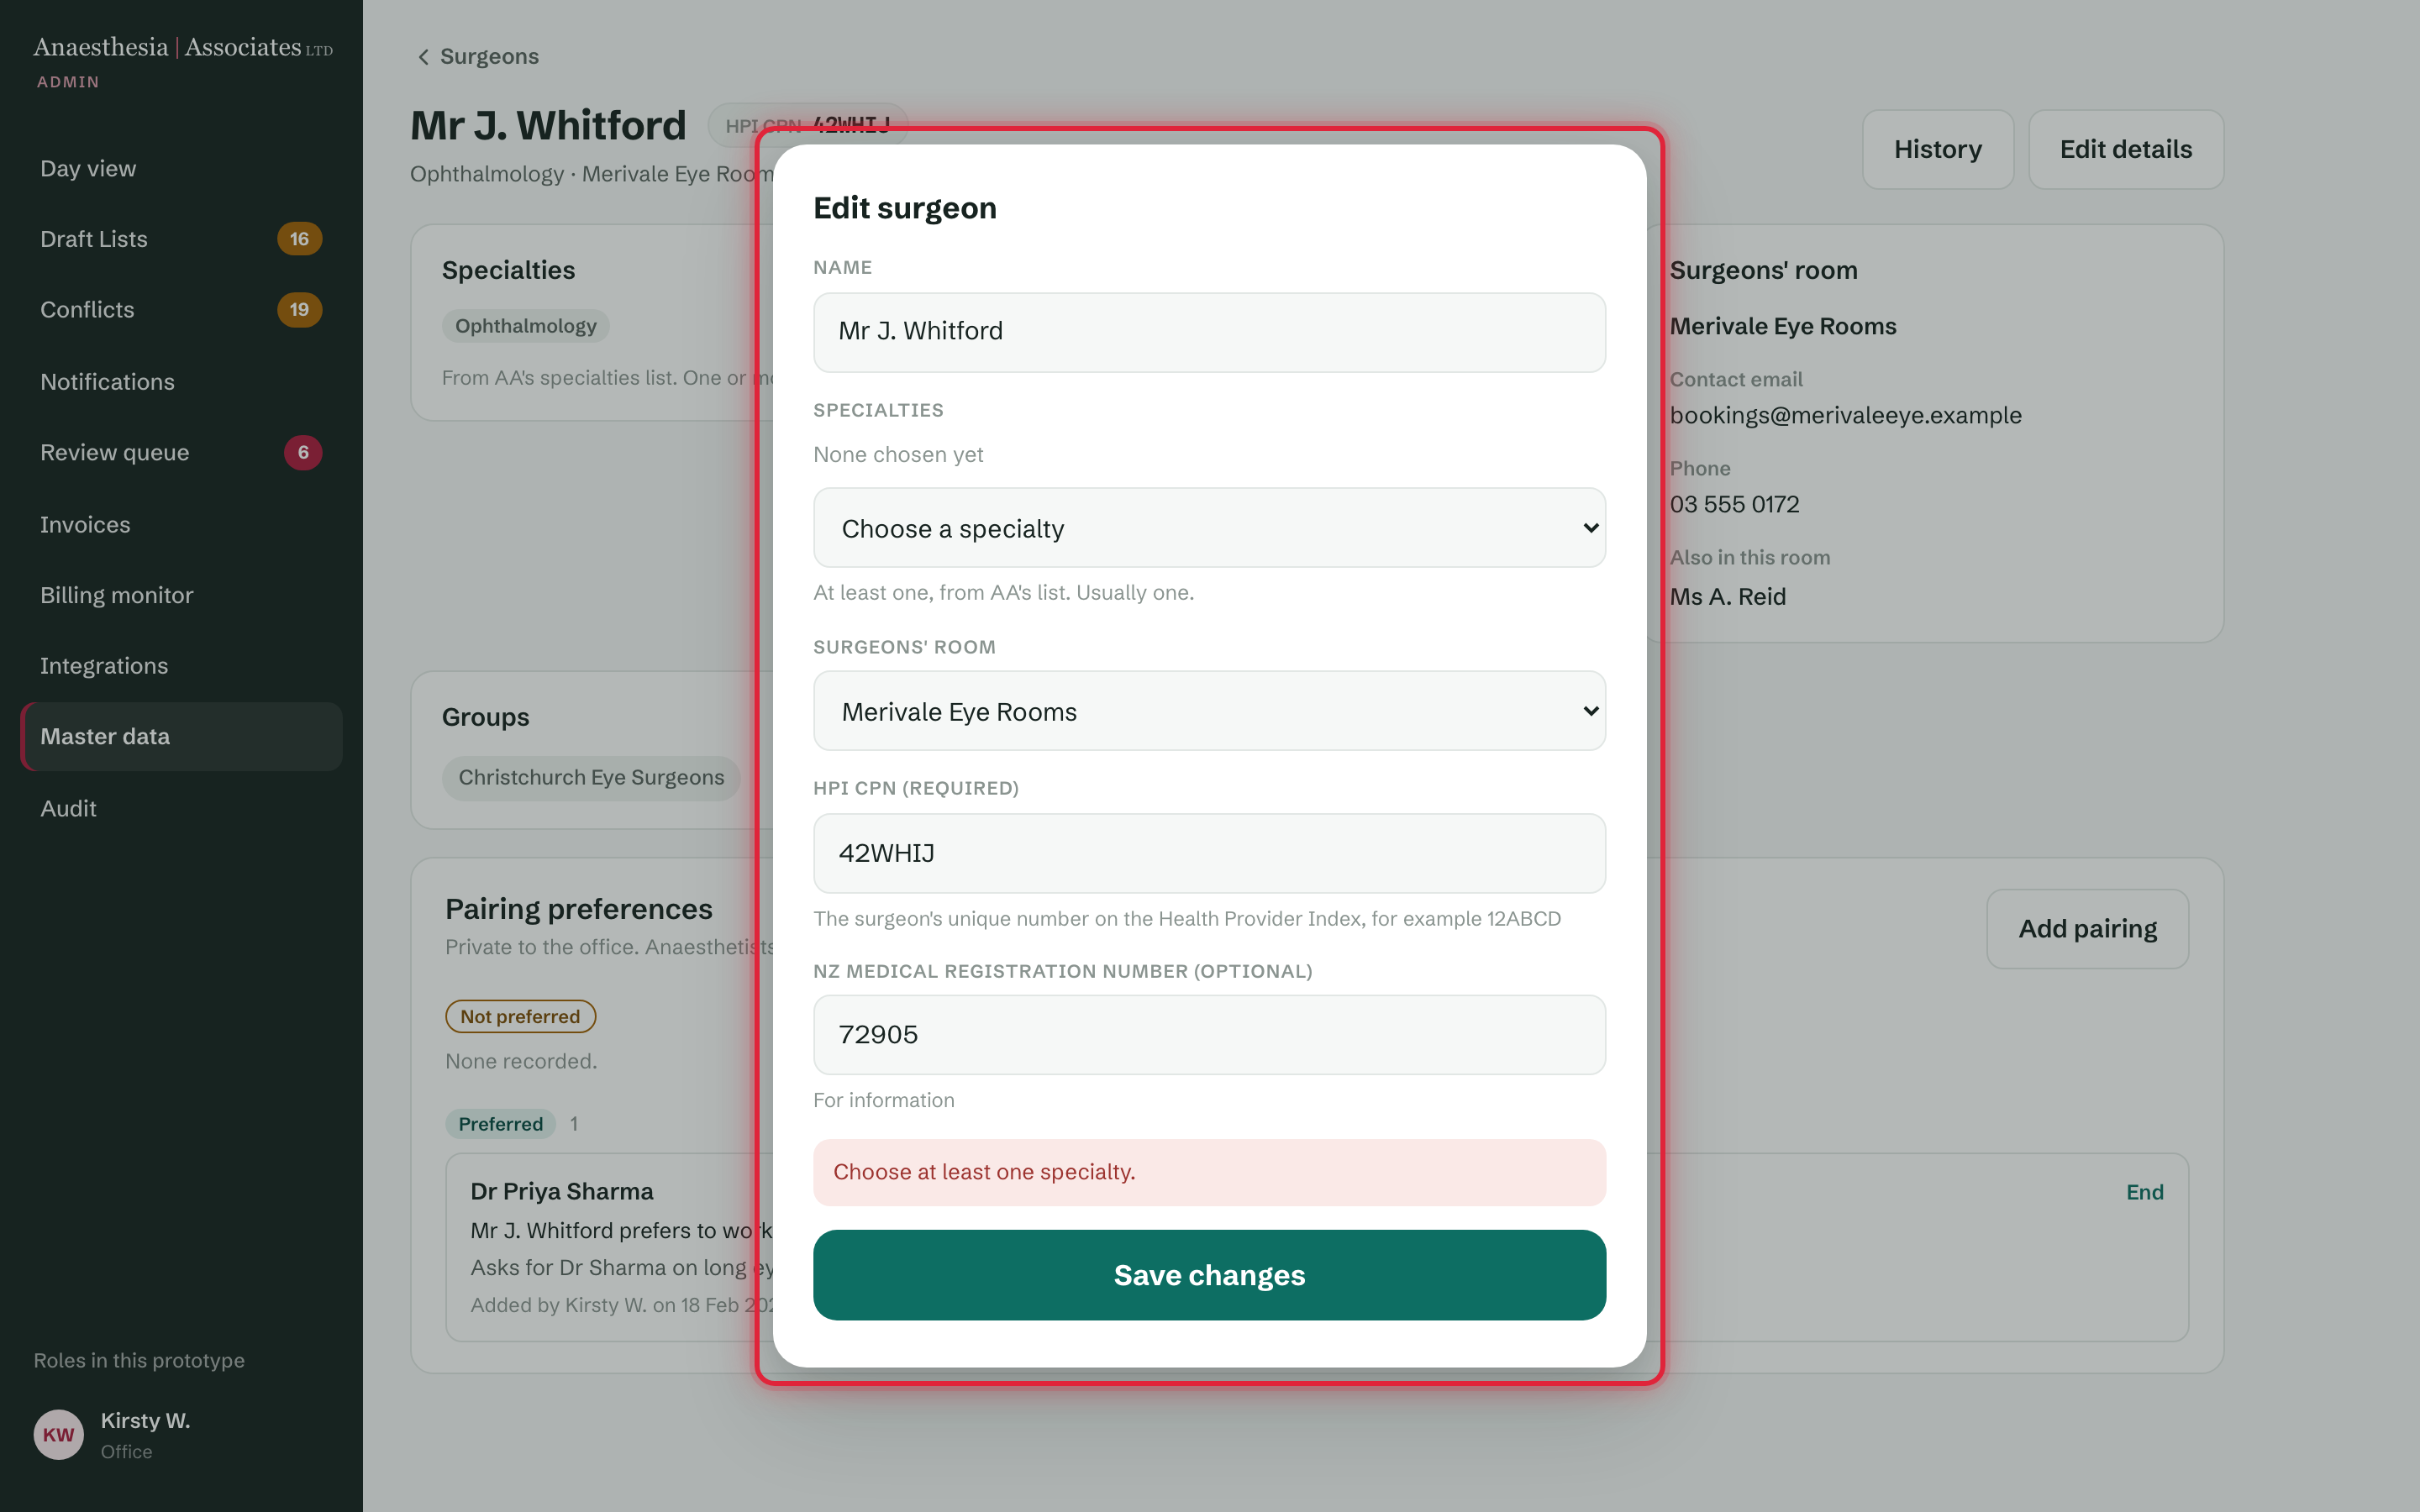 Anaesthesia | Associates LTD
ADMIN
Day view
Draft Lists 16
Conflicts 19
Notifications
Review queue 6
Invoices
Billing monitor
Integrations
Master data
Audit
Roles in this prototype
KW
Kirsty W.
Office
Surgeons
Mr J. Whitford HPI CPN 42WHIJ
Ophthalmology · Merivale Eye Room
History
Edit details
Specialties
Ophthalmology
From AA's specialties list. One or mo
Groups
Christchurch Eye Surgeons
Pairing preferences
Private to the office. Anaesthetists
Not preferred
None recorded.
Preferred 1
Dr Priya Sharma
Mr J. Whitford prefers to work
Asks for Dr Sharma on long ey
Added by Kirsty W. on 18 Feb 202
Edit surgeon
NAME
Mr J. Whitford
SPECIALTIES
None chosen yet
Choose a specialty
At least one, from AA's list. Usually one.
SURGEONS' ROOM
Merivale Eye Rooms
HPI CPN (REQUIRED)
42WHIJ
The surgeon's unique number on the Health Provider Index, for example 12ABCD
NZ MEDICAL REGISTRATION NUMBER (OPTIONAL)
72905
For information
Choose at least one specialty.
Save changes
Surgeons' room
Merivale Eye Rooms
Contact email
bookings@merivaleeye.example
Phone
03 555 0172
Also in this room
Ms A. Reid
Add pairing
End